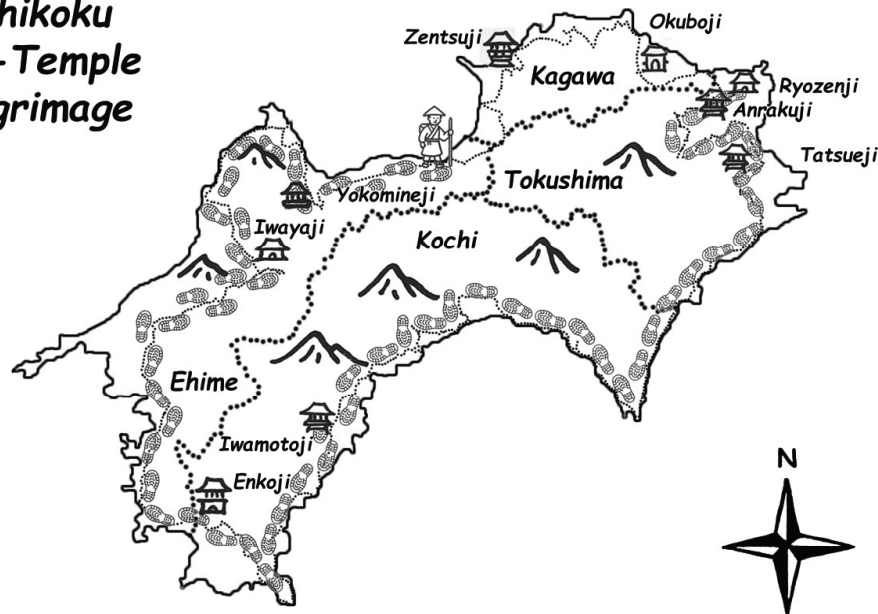 hikoku
-Temple
grimage
Zentsuji
Okuboji
Kagawa
Ryozenji
Anrakuji
Tatsueji
Tokushima
Yokomineji
Iwayaji
Kochi
Ehime
Iwamotoji
Enkoji
N